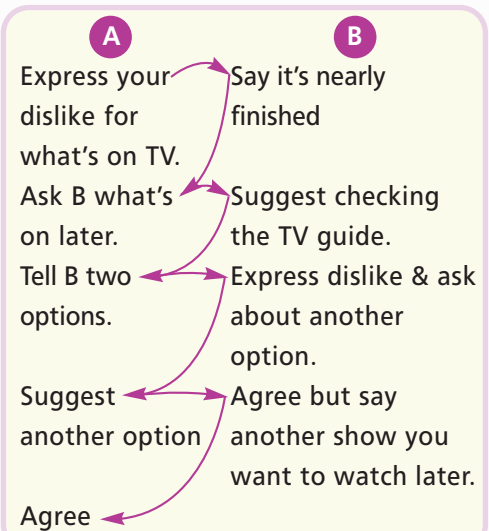 A
B
Express your
dislike for
what's on TV.
Say it's nearly
finished
Ask B what's
on later.
Suggest checking
the TV guide.
Tell B two
options.
Express dislike & ask
about another
option.
Suggest
another option
Agree but say
another show you
want to watch later.
Agree